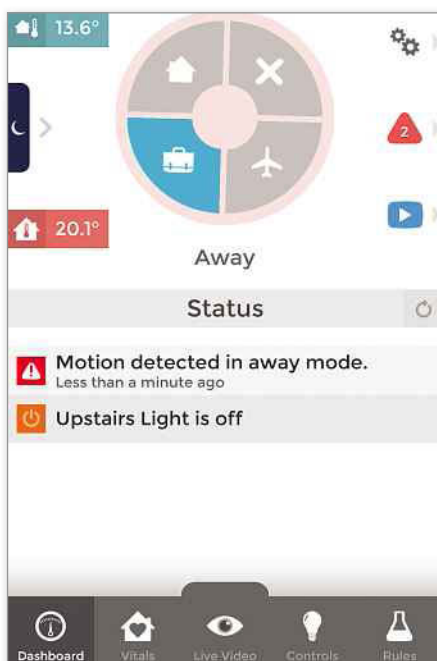 13.6°
2
20.1°
Away
Status
Motion detected in away mode.
Less than a minute ago
Upstairs Light is off
Dashboard
Vitals
Live Video
Controls
Rules